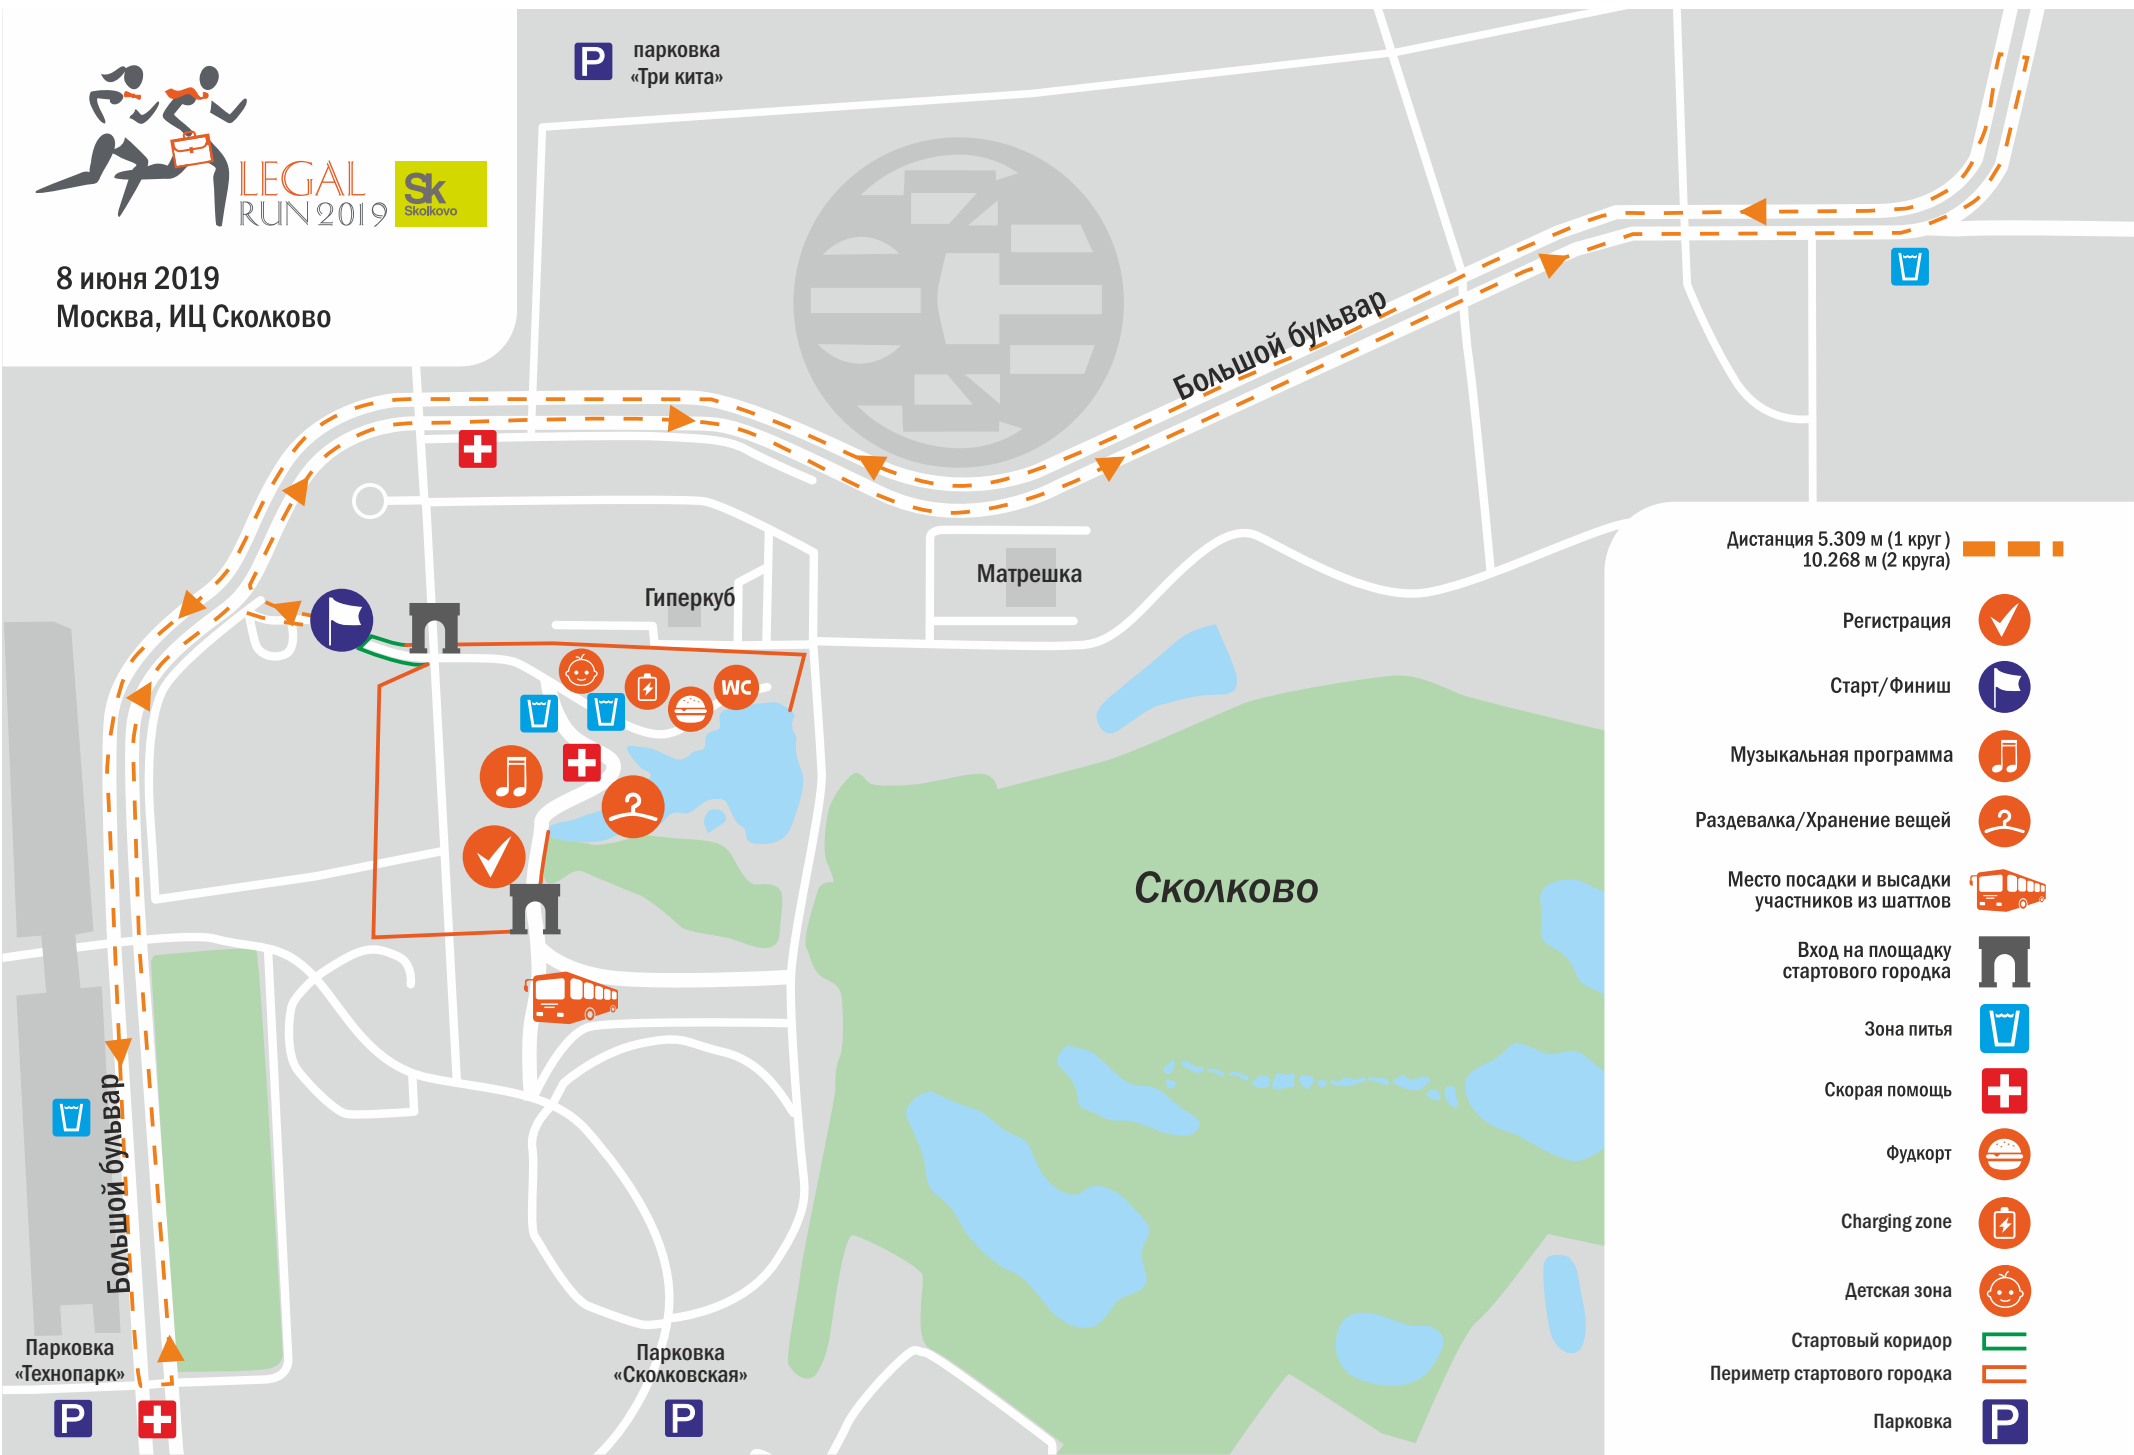 LEGAL
RUN 2019
Sk
Skolkovo
8 июня 2019
Москва, ИЦ Сколково
P
парковка
«Три кита»
Большой бульвар
Матрешка
Гиперкуб
WC
Сколково
Большой бульвар
Парковка
«Технопарк»
P
Парковка
«Сколковская»
P
Дистанция 5.309 м (1 круг )
10.268 м (2 круга)
Регистрация
Старт/Финиш
Музыкальная программа
Раздевалка/Хранение вещей
Место посадки и высадки
участников из шаттлов
Вход на площадку
стартового городка
Зона питья
Скорая помощь
Фудкорт
Charging zone
Детская зона
Стартовый коридор
Периметр стартового городка
Парковка
P